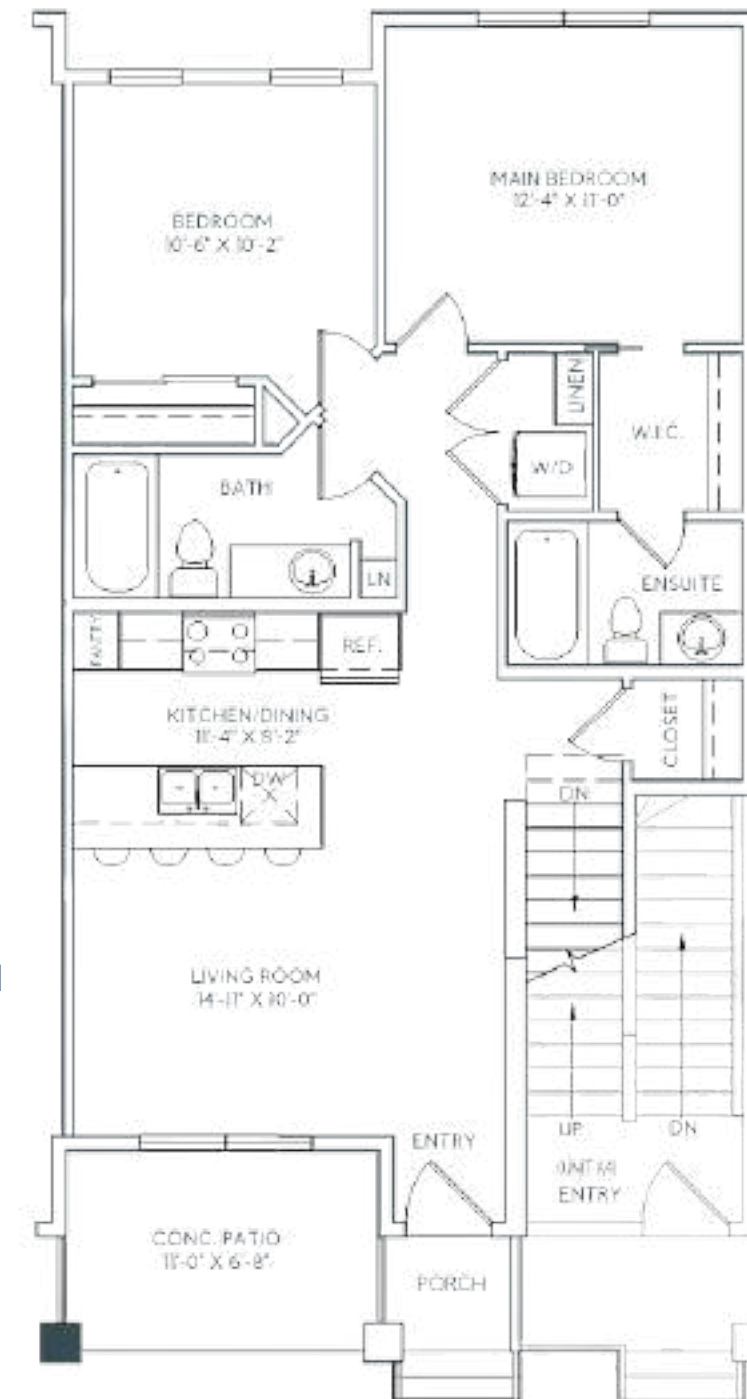 MAIN BEDROOM
12'-4" X 11'-0"
BEDROOM
10'-6" X 10'-2"
LINEN
W.I.C.
W/D
BATH
LN
ENSUITE
PANTRY
REF.
KITCHEN/DINING
11'-4" X 8'-2"
CLOSET
DW
DN
LIVING ROOM
14'-11" X 10'-0"
ENTRY
UP
DN
ENTRY
CONC. PATIO
11'-0" X 6'-8"
PORCH